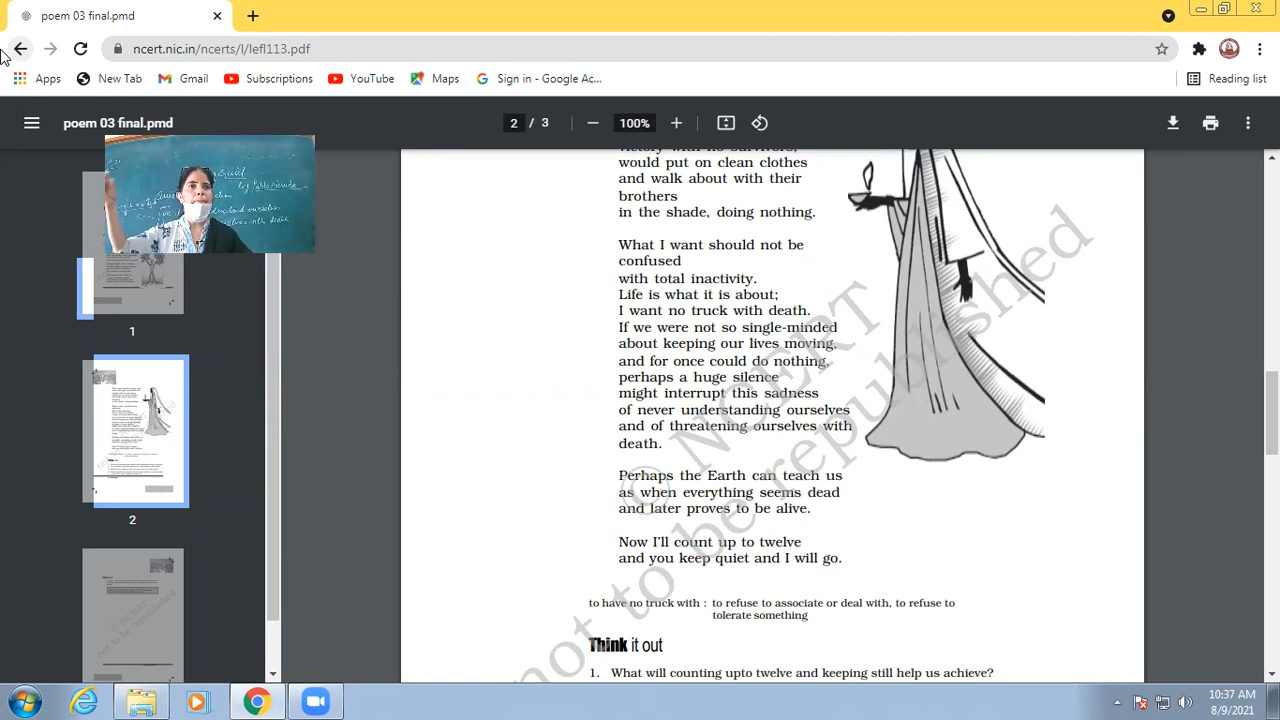 poem 03 final.pmd
ncert.nic.in/ncerts/l/lefl113.pdf
Apps New Tab Gmail Subscriptions YouTube Maps Sign in - Google Ac... Reading list
poem 03 final.pmd 2 / 3 100%
Quiet
By Pablo Neruda
1
2
victory with no survivors,
would put on clean clothes
and walk about with their
brothers
in the shade, doing nothing.
What I want should not be
confused
with total inactivity.
Life is what it is about;
I want no truck with death.
If we were not so single-minded
about keeping our lives moving,
and for once could do nothing,
perhaps a huge silence
might interrupt this sadness
of never understanding ourselves
and of threatening ourselves with
death.
Perhaps the Earth can teach us
as when everything seems dead
and later proves to be alive.
Now I'll count up to twelve
and you keep quiet and I will go.
© NCERT
not to be republished
to have no truck with : to refuse to associate or deal with, to refuse to
tolerate something
Think it out
1. What will counting upto twelve and keeping still help us achieve?
10:37 AM
8/9/2021